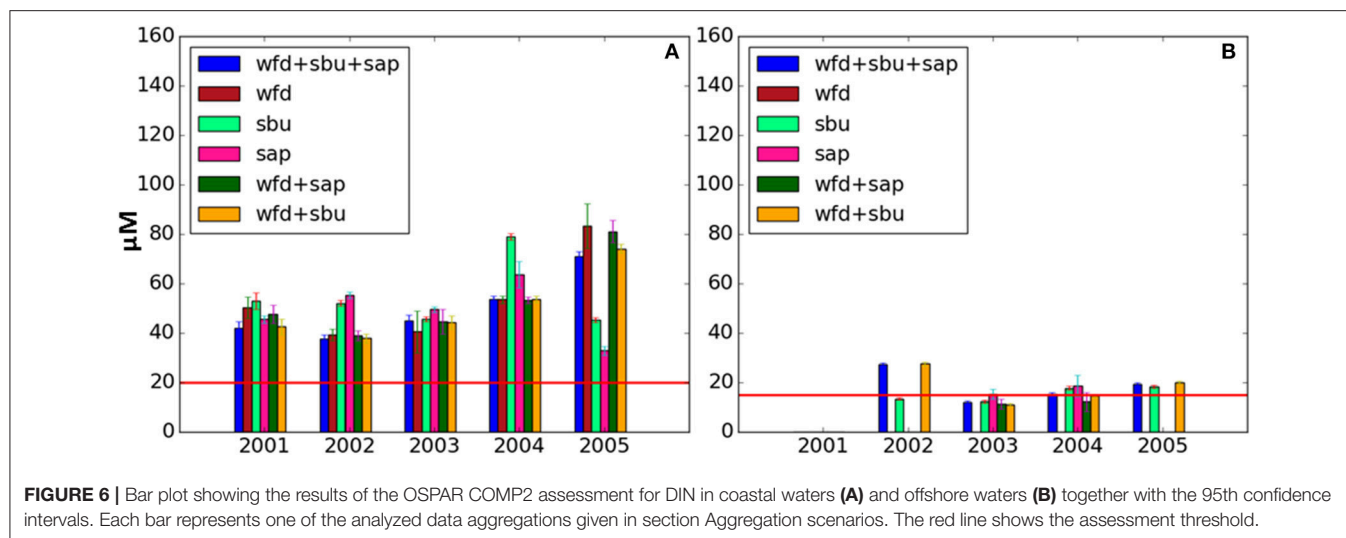 160
140
120
100
80
60
40
20
0
µM
wfd+sbu+sap
wfd
sbu
sap
wfd+sap
wfd+sbu
A
2001 2002 2003 2004 2005
160
140
120
100
80
60
40
20
0
wfd+sbu+sap
wfd
sbu
sap
wfd+sap
wfd+sbu
B
2001 2002 2003 2004 2005
FIGURE 6 | Bar plot showing the results of the OSPAR COMP2 assessment for DIN in coastal waters (A) and offshore waters (B) together with the 95th confidence
intervals. Each bar represents one of the analyzed data aggregations given in section Aggregation scenarios. The red line shows the assessment threshold.